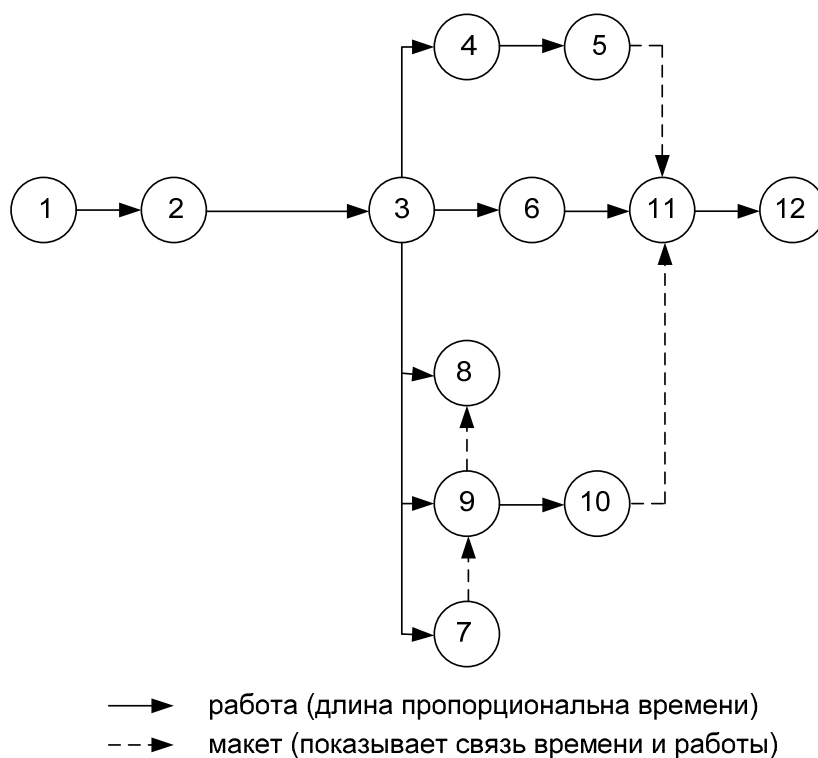 4 5
1 2 3 6 11 12
8
9 10
7
работа (длина пропорциональна времени)
макет (показывает связь времени и работы)